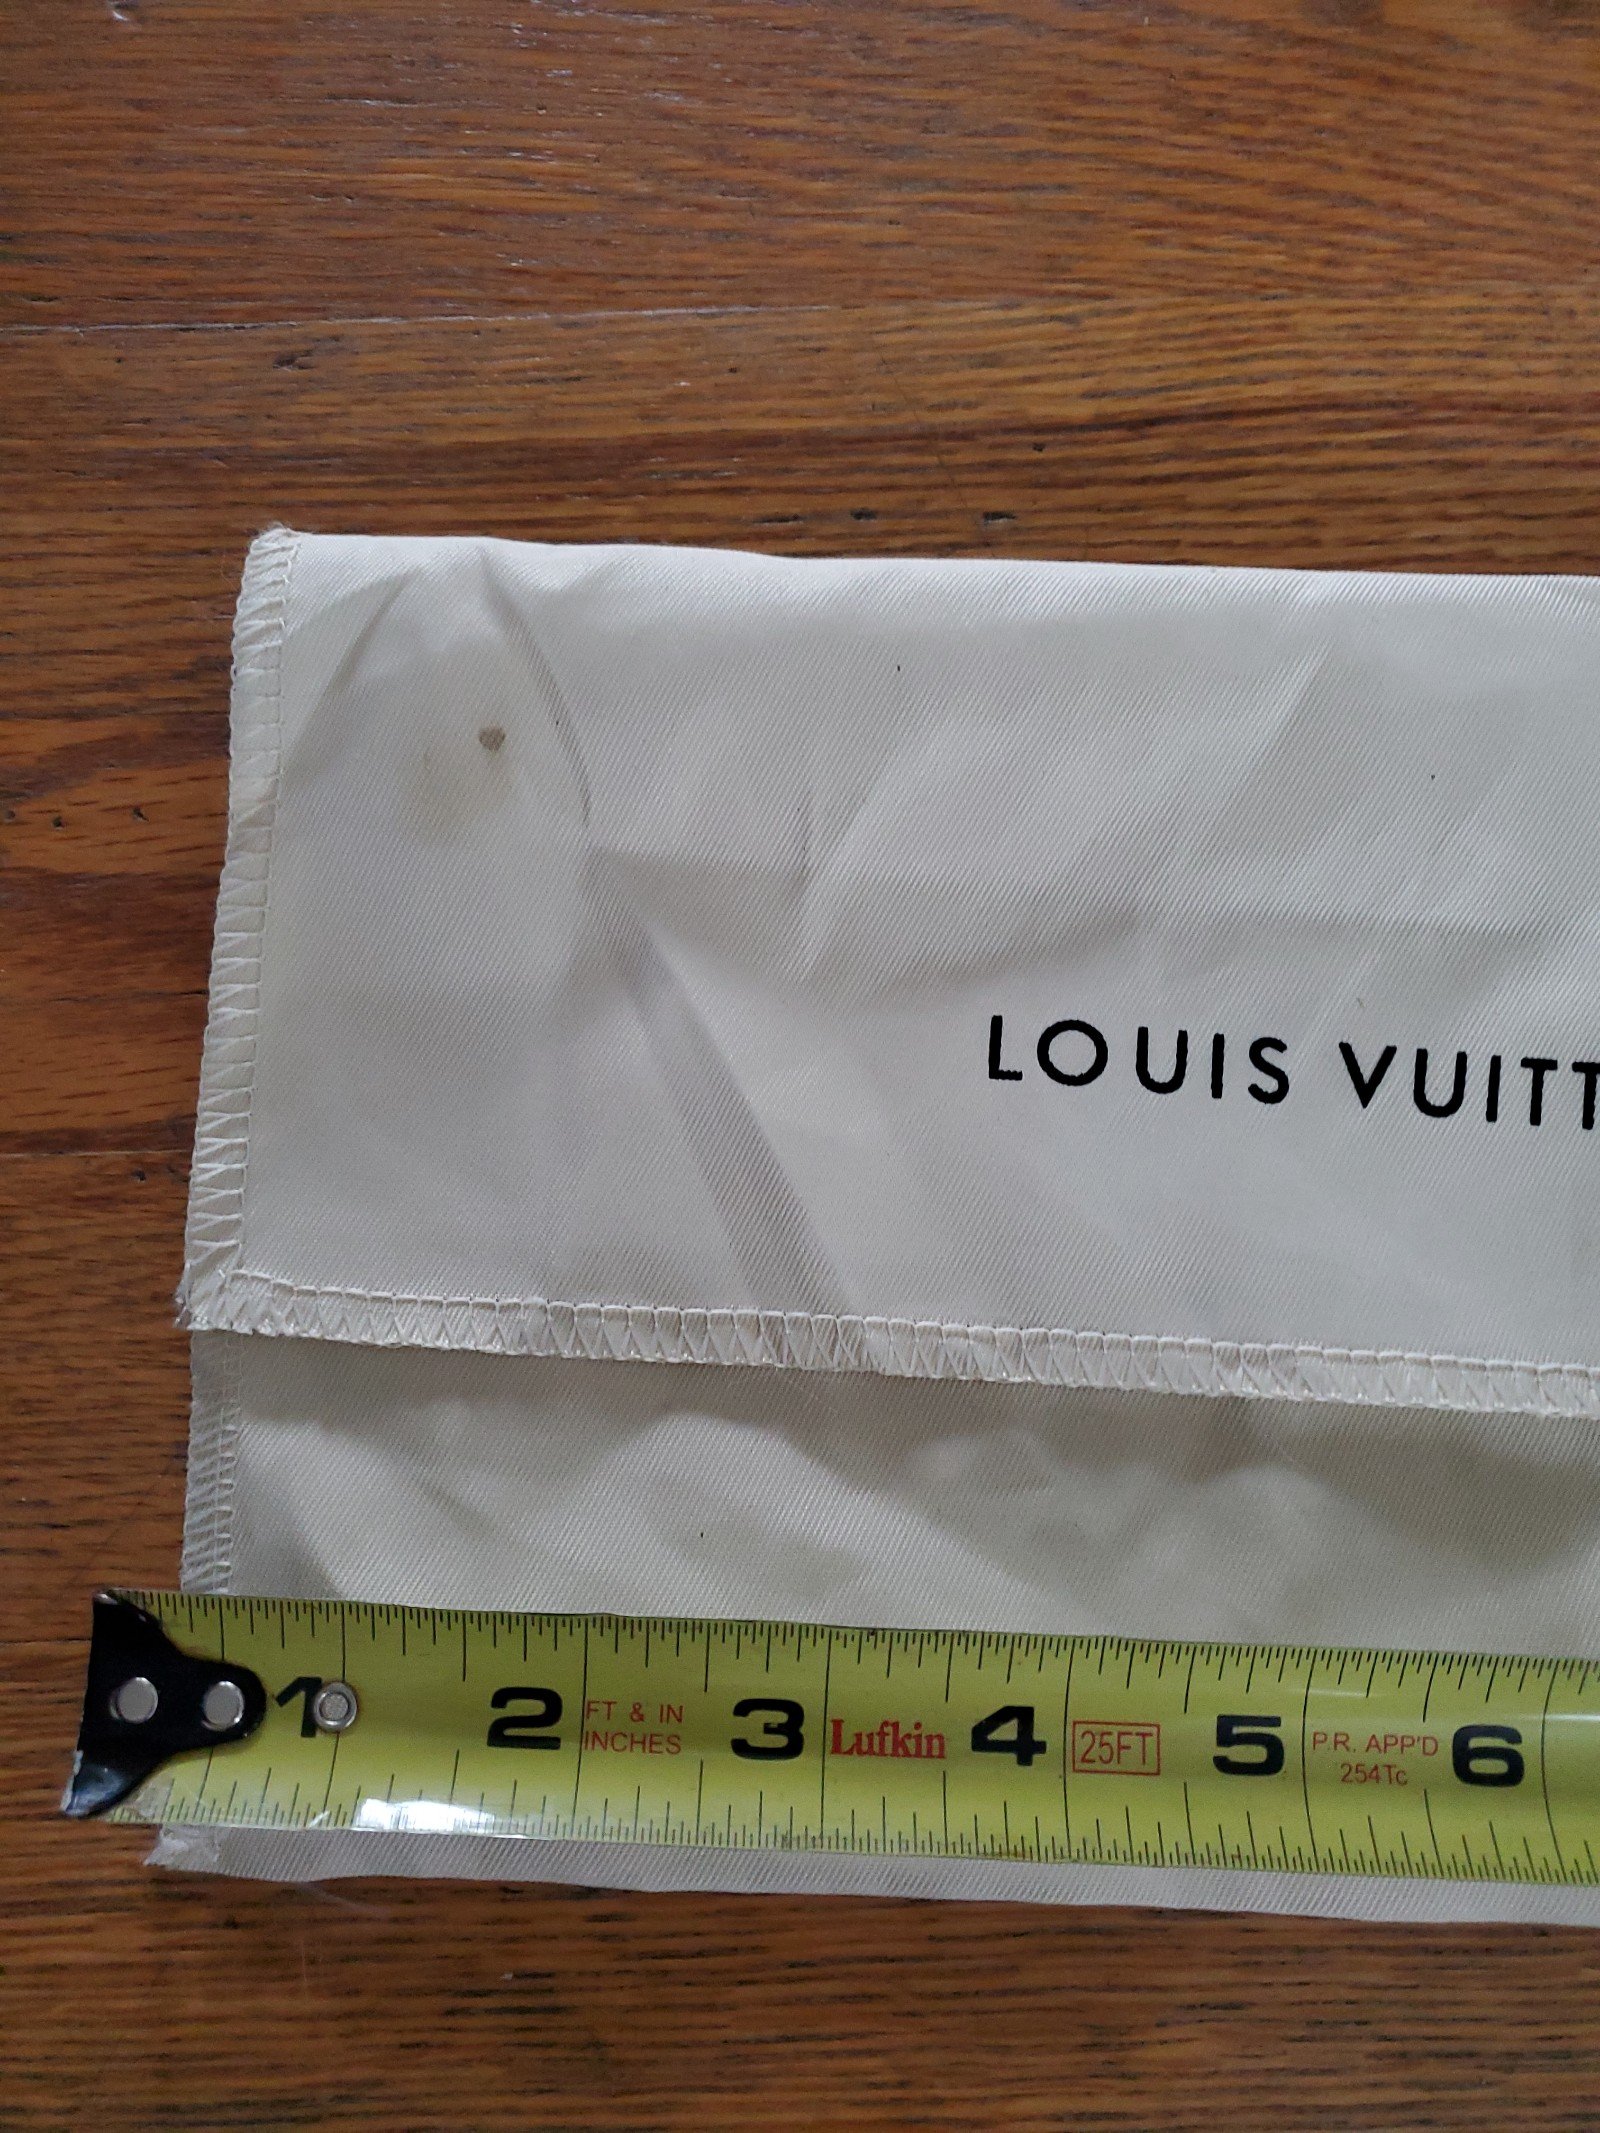 LOUIS VUITT
1 2 FT & IN 3 Lufkin 4 25FT 5 P.R. APP'D 6
INCHES 254Tc